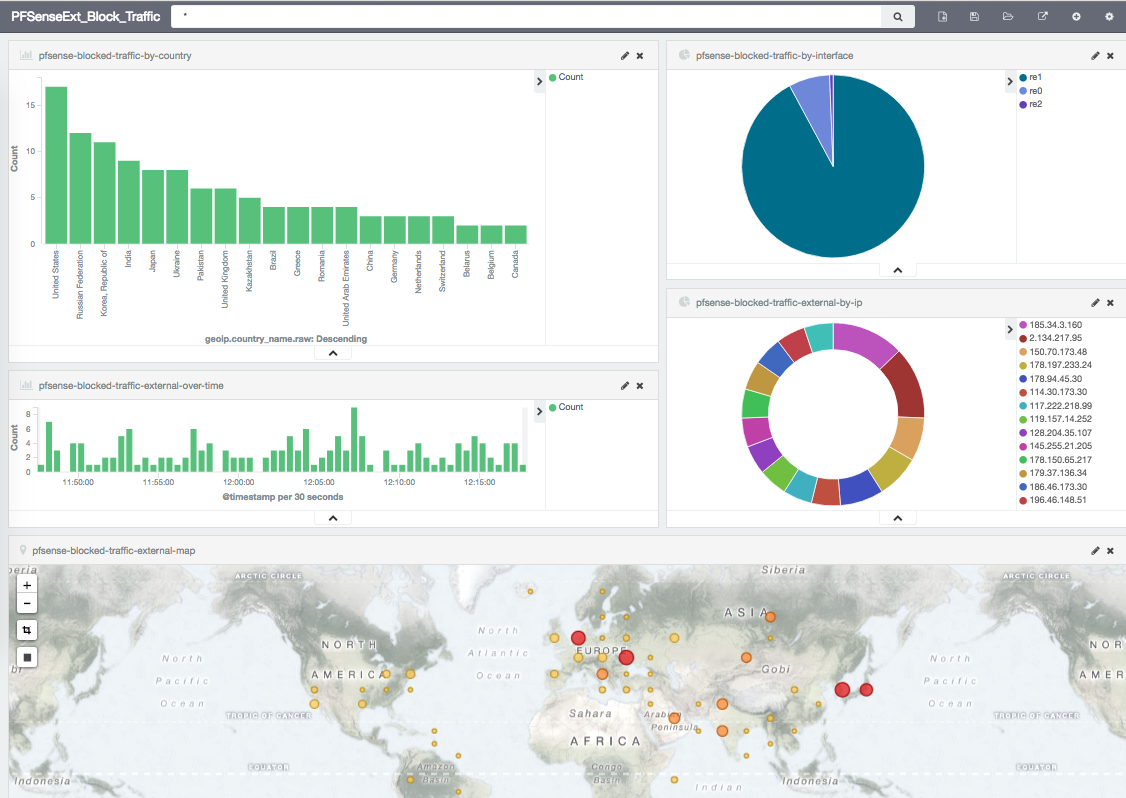 PFSenseExt_Block_Traffic
*
pfsense-blocked-traffic-by-country
Count
15
10
5
0
Count
United States
Russian Federation
Korea, Republic of
India
Japan
Ukraine
Pakistan
United Kingdom
Kazakhstan
Brazil
Greece
Romania
United Arab Emirates
China
Germany
Netherlands
Switzerland
Belarus
Belgium
Canada
geoip.country_name.raw: Descending
pfsense-blocked-traffic-by-interface
re1
re0
re2
pfsense-blocked-traffic-external-over-time
Count
8
6
4
2
0
Count
11:50:00
11:55:00
12:00:00
12:05:00
12:10:00
12:15:00
@timestamp per 30 seconds
pfsense-blocked-traffic-external-by-ip
185.34.3.160
2.134.217.95
150.70.173.48
178.197.233.24
178.94.45.30
114.30.173.30
117.222.218.99
119.157.14.252
128.204.35.107
145.255.21.205
178.150.65.217
179.37.136.34
186.46.173.30
196.46.148.51
pfsense-blocked-traffic-external-map
+
−
ARCTIC CIRCLE
Siberia
ARCTIC CIRCLE
ASIA
NORTH
AMERICA
North
Atlantic
Ocean
EUROPE
Gobi
North
Pacific
Ocean
North
Pacific
Ocean
NOR
AMER
TROPIC OF CANCER
Sahara
Arabian
Peninsula
TROPIC OF CANCER
AFRICA
EQUATOR
Amazon
Basin
Congo
Basin
EQUATOR
Indonesia
Indian
Indonesia